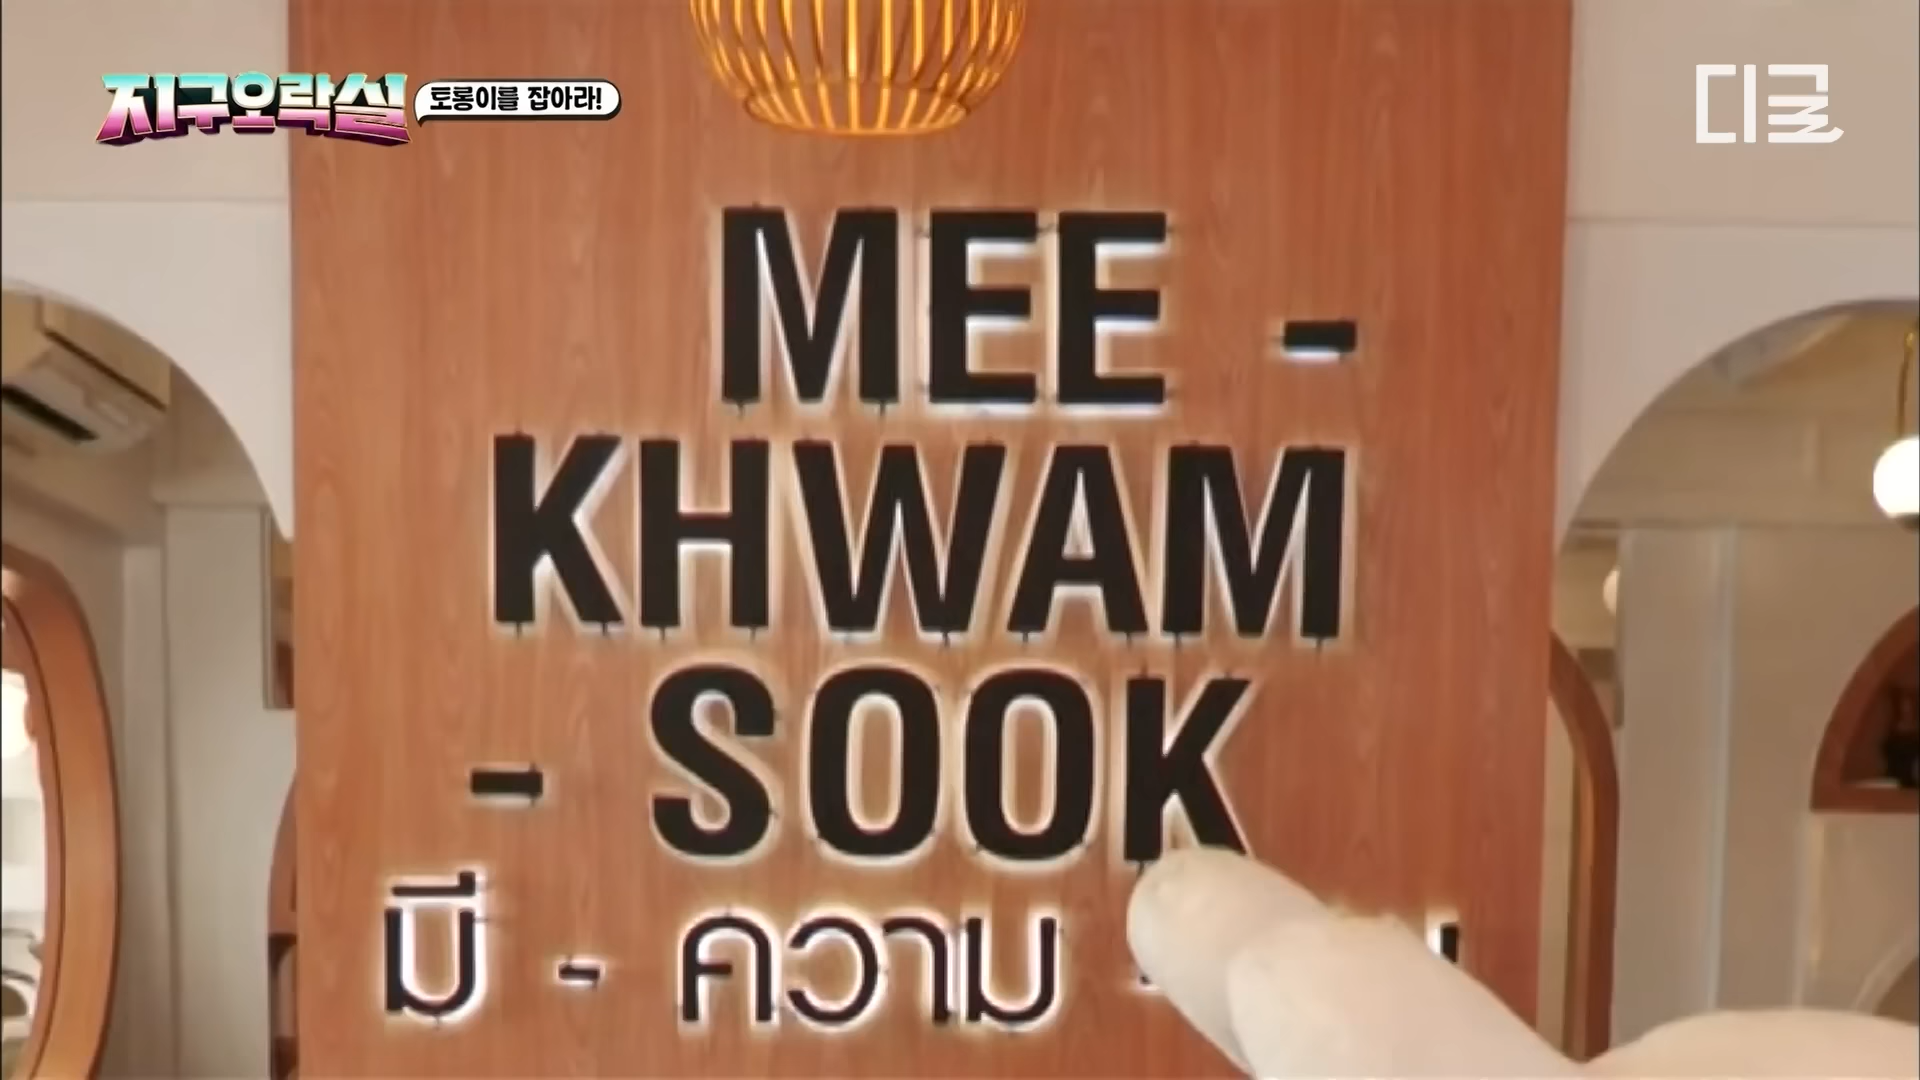 지구오락실
토롱이를 잡아라!
디글
MEE -
KHWAM
- SOOK
มี - ความ -